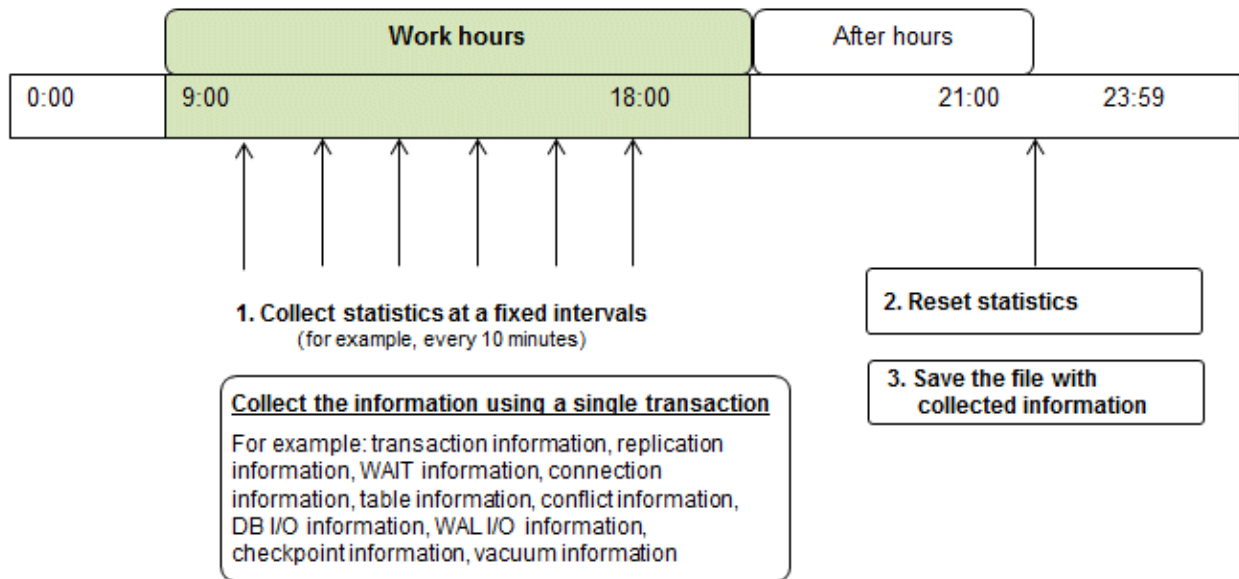 Work hours
After hours
0:00
9:00
18:00
21:00
23:59
1. Collect statistics at a fixed intervals
(for example, every 10 minutes)
2. Reset statistics
3. Save the file with
collected information
Collect the information using a single transaction
For example: transaction information, replication
information, WAIT information, connection
information, table information, conflict information,
DB I/O information, WAL I/O information,
checkpoint information, vacuum information